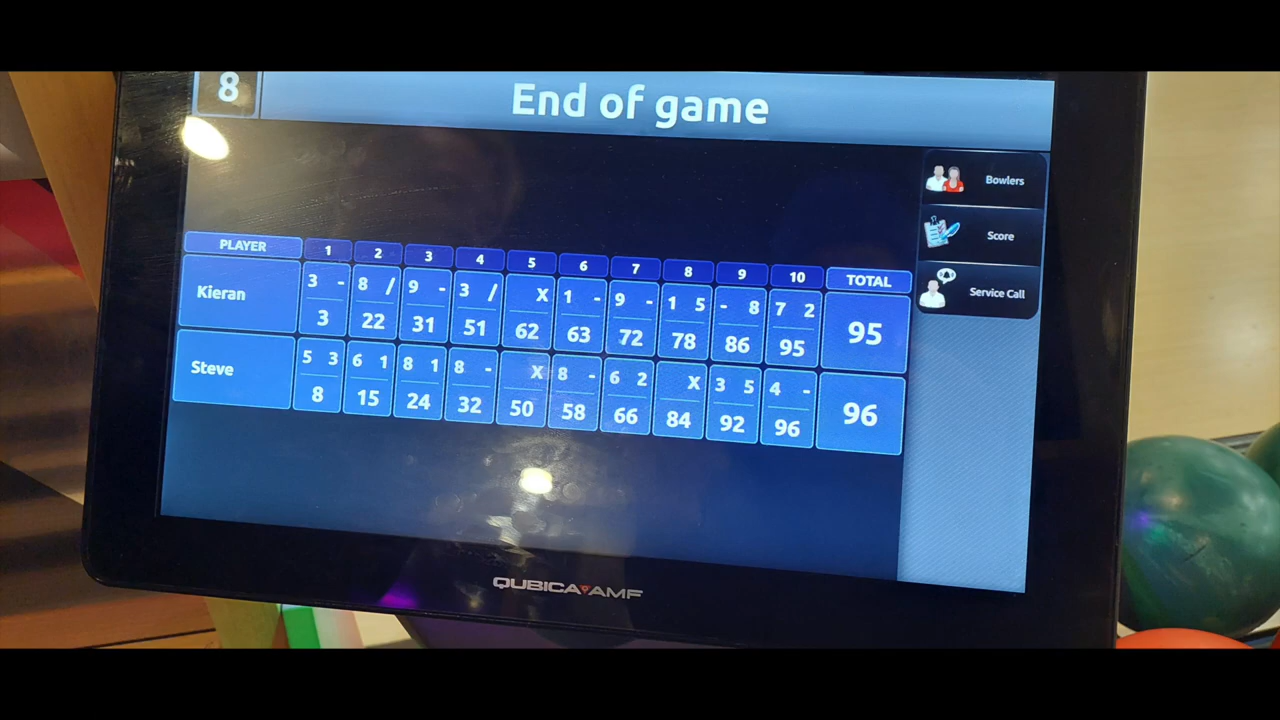 8
End of game
Bowlers
Score
Service Call
PLAYER 1 2 3 4 5 6 7 8 9 10 TOTAL
Kieran
3 - 8 / 9 - 3 / X 1 - 9 - 1 5 - 8 7 2
3 22 31 51 62 63 72 78 86 95
95
Steve
5 3 6 1 8 1 8 - X 8 - 6 2 X 3 5 4 -
8 15 24 32 50 58 66 84 92 96
96
QUBICA AMF